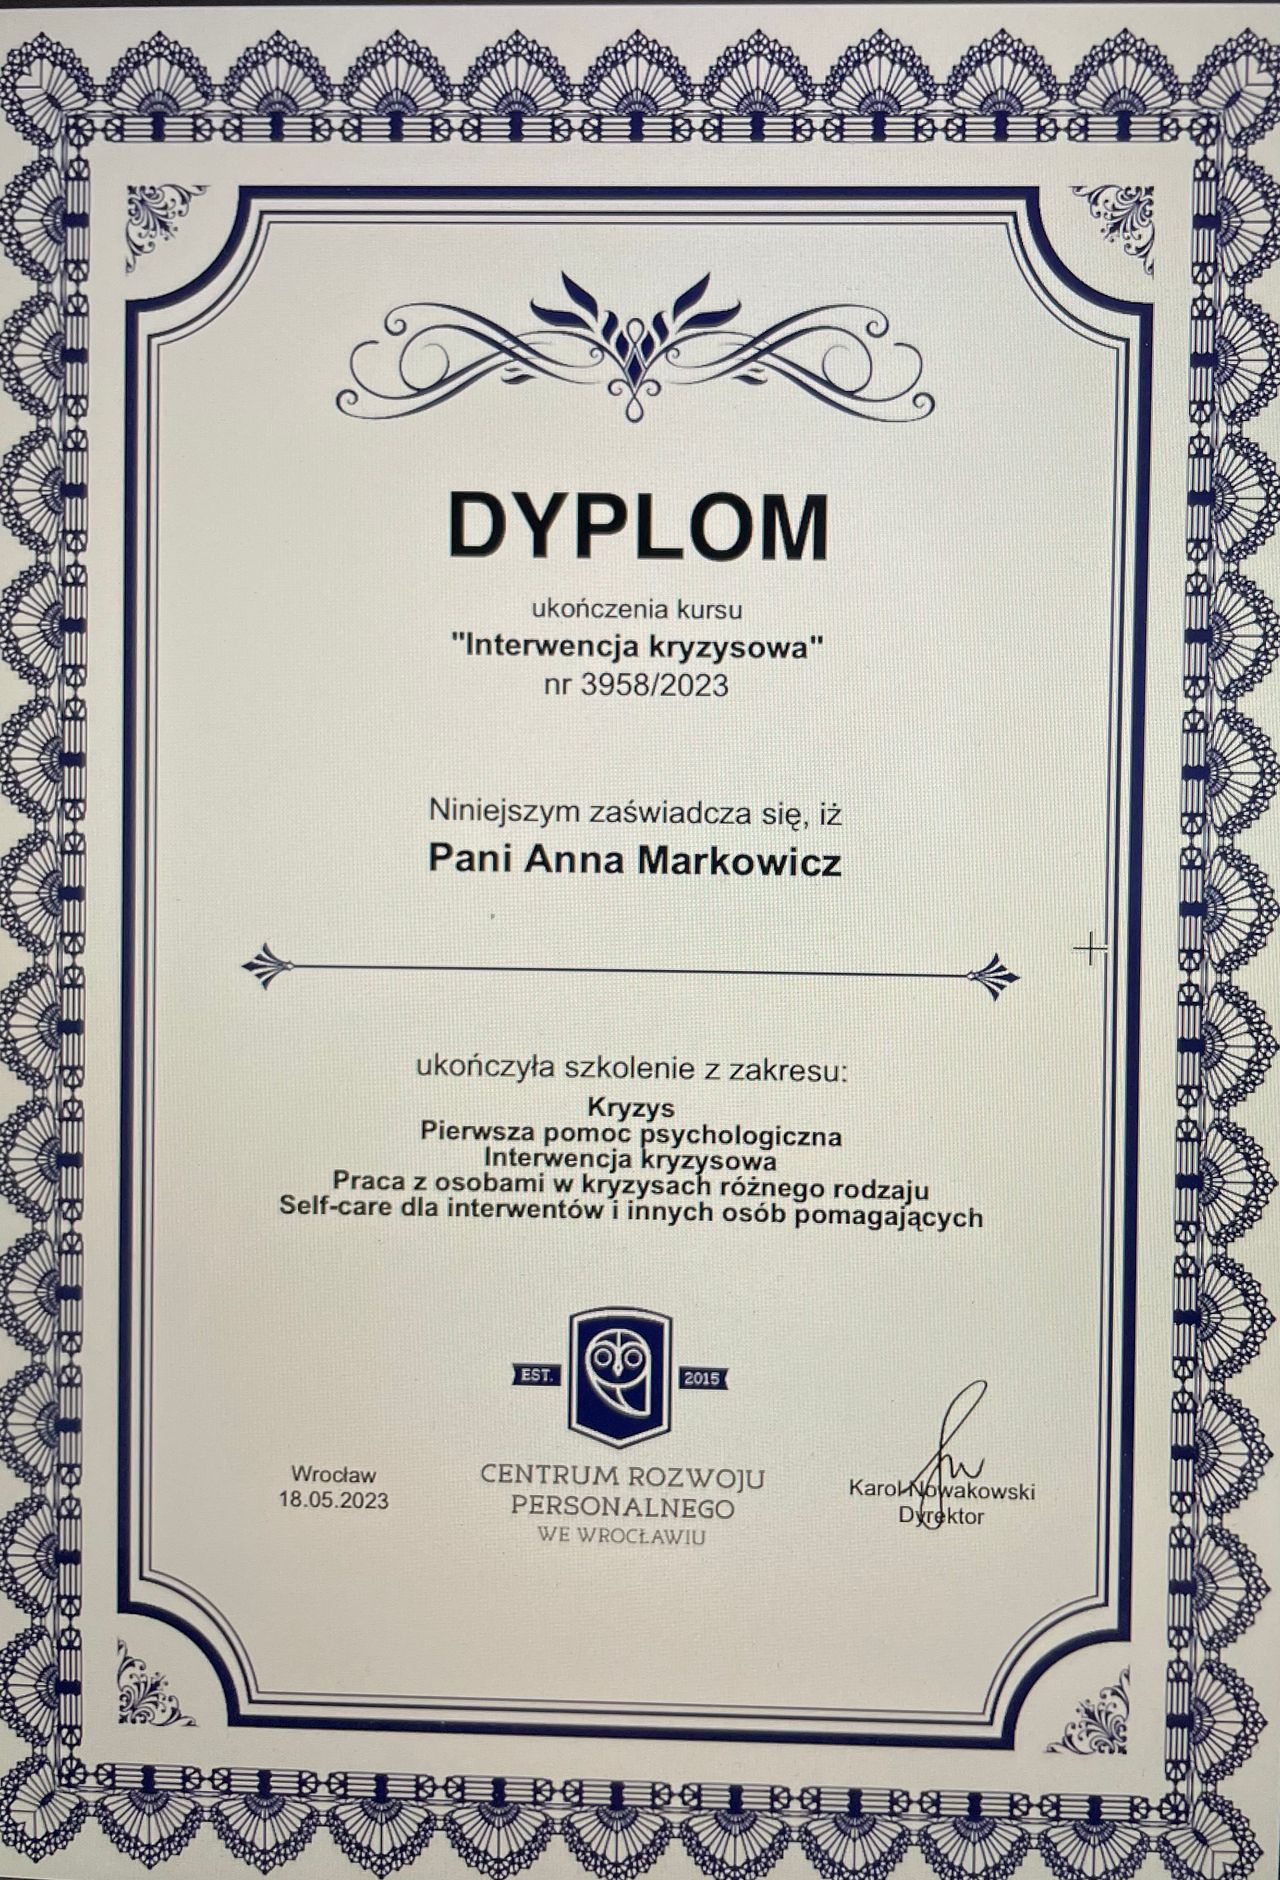 DYPLOM
ukończenia kursu
"Interwencja kryzysowa"
nr 3958/2023
Niniejszym zaświadcza się, iż
Pani Anna Markowicz
ukończyła szkolenie z zakresu:
Kryzys
Pierwsza pomoc psychologiczna
Interwencja kryzysowa
Praca z osobami w kryzysach różnego rodzaju
Self-care dla interwentów i innych osób pomagających
EST. 2015
CENTRUM ROZWOJU
PERSONALNEGO
WE WROCŁAWIU
Wrocław
18.05.2023
Karol Nowakowski
Dyrektor